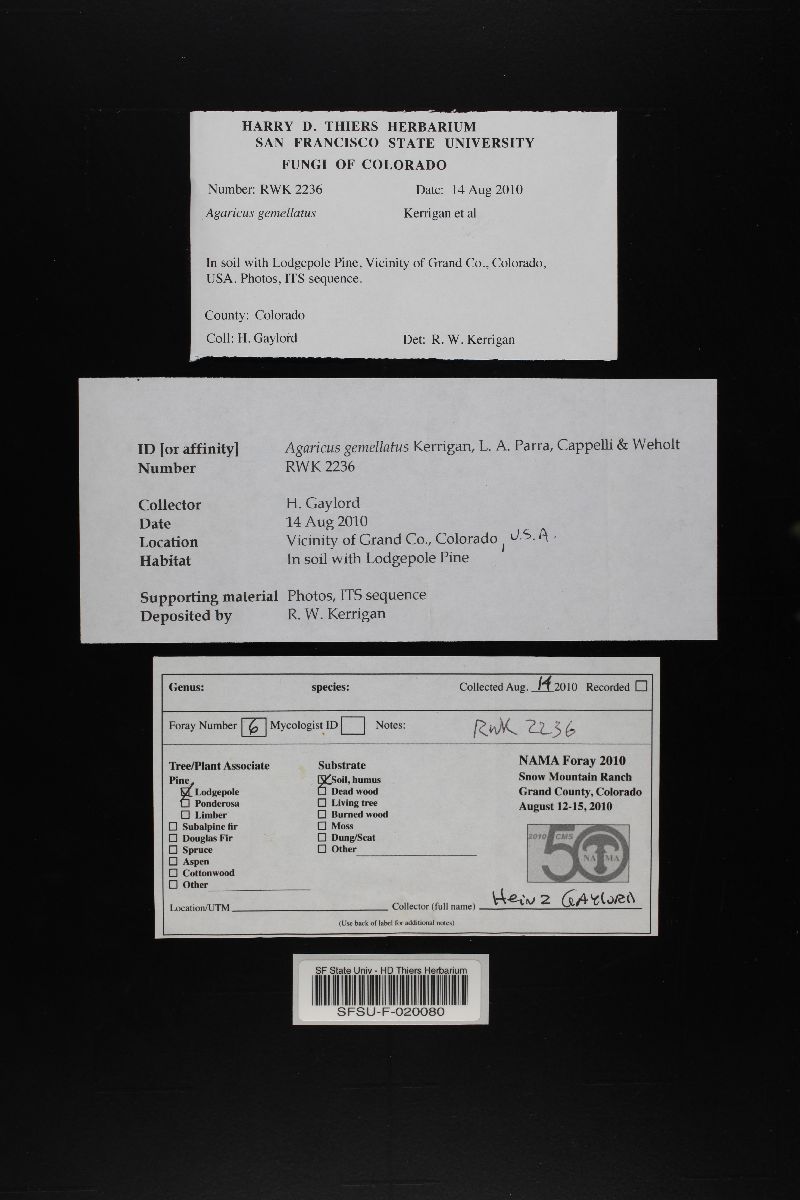 HARRY D. THIERS HERBARIUM
SAN FRANCISCO STATE UNIVERSITY
FUNGI OF COLORADO
Number: RWK 2236 Date: 14 Aug 2010
Agaricus gemellatus Kerrigan et al
In soil with Lodgepole Pine, Vicinity of Grand Co., Colorado,
USA. Photos, ITS sequence.
County: Colorado
Coll: H. Gaylord Det: R. W. Kerrigan
ID [or affinity] Agaricus gemellatus Kerrigan, L. A. Parra, Cappelli & Weholt
Number RWK 2236
Collector H. Gaylord
Date 14 Aug 2010
Location Vicinity of Grand Co., Colorado, U.S.A.
Habitat In soil with Lodgepole Pine
Supporting material Photos, ITS sequence
Deposited by R. W. Kerrigan
Genus: species: Collected Aug. 14 2010 Recorded
Foray Number 6 Mycologist ID Notes: RWK 2236
Tree/Plant Associate
Pine
Lodgepole
Ponderosa
Limber
Subalpine fir
Douglas Fir
Spruce
Aspen
Cottonwood
Other
Substrate
Soil, humus
Dead wood
Living tree
Burned wood
Moss
Dung/Scat
Other
NAMA Foray 2010
Snow Mountain Ranch
Grand County, Colorado
August 12-15, 2010
2010 CMS
50
NAMA
Location/UTM Collector (full name) Heinz GAYLORD
(Use back of label for additional notes)
SF State Univ - HD Thiers Herbarium
SFSU-F-020080